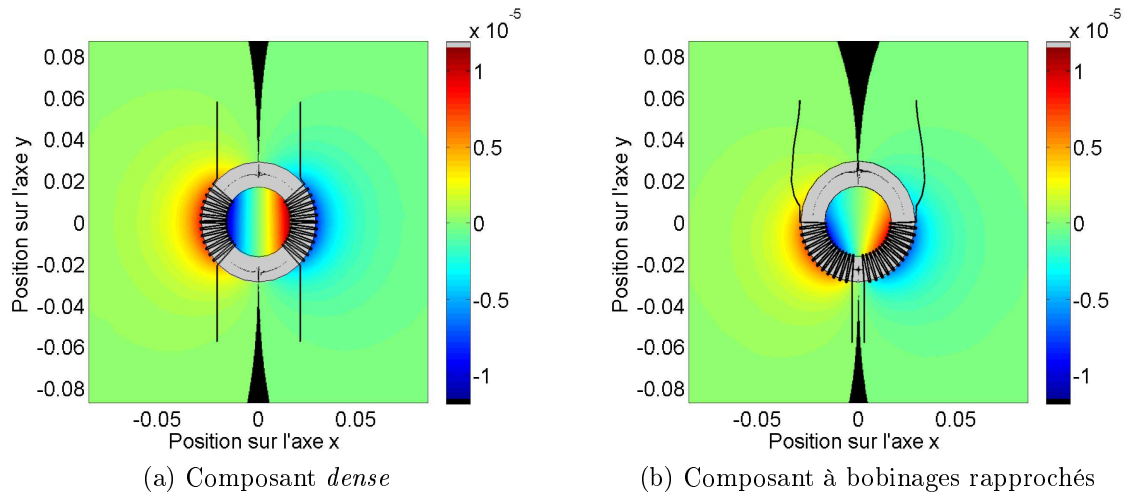 x 10^-5
0.08
0.06
0.04
0.02
0
-0.02
-0.04
-0.06
-0.08
Position sur l'axe y
-0.05 0 0.05
Position sur l'axe x
1
0.5
0
-0.5
-1
(a) Composant dense
x 10^-5
0.08
0.06
0.04
0.02
0
-0.02
-0.04
-0.06
-0.08
Position sur l'axe y
-0.05 0 0.05
Position sur l'axe x
1
0.5
0
-0.5
-1
(b) Composant à bobinages rapprochés